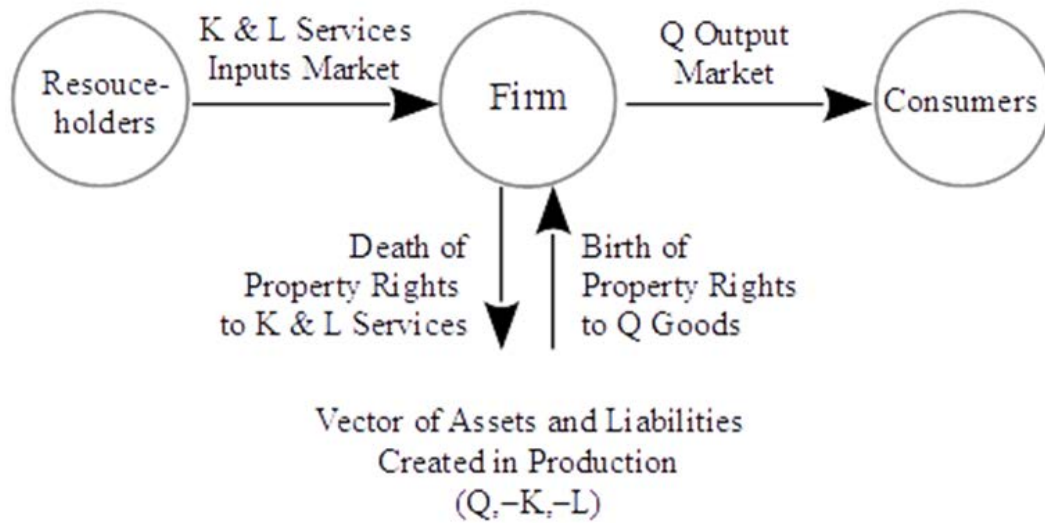 K & L Services
Inputs Market
Q Output
Market
Resouce-
holders
Firm
Consumers
Death of
Property Rights
to K & L Services
Birth of
Property Rights
to Q Goods
Vector of Assets and Liabilities
Created in Production
(Q,–K,–L)